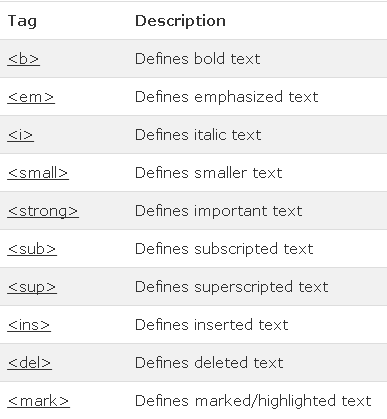 Tag Description
<b> Defines bold text
<em> Defines emphasized text
<i> Defines italic text
<small> Defines smaller text
<strong> Defines important text
<sub> Defines subscripted text
<sup> Defines superscripted text
<ins> Defines inserted text
<del> Defines deleted text
<mark> Defines marked/highlighted text